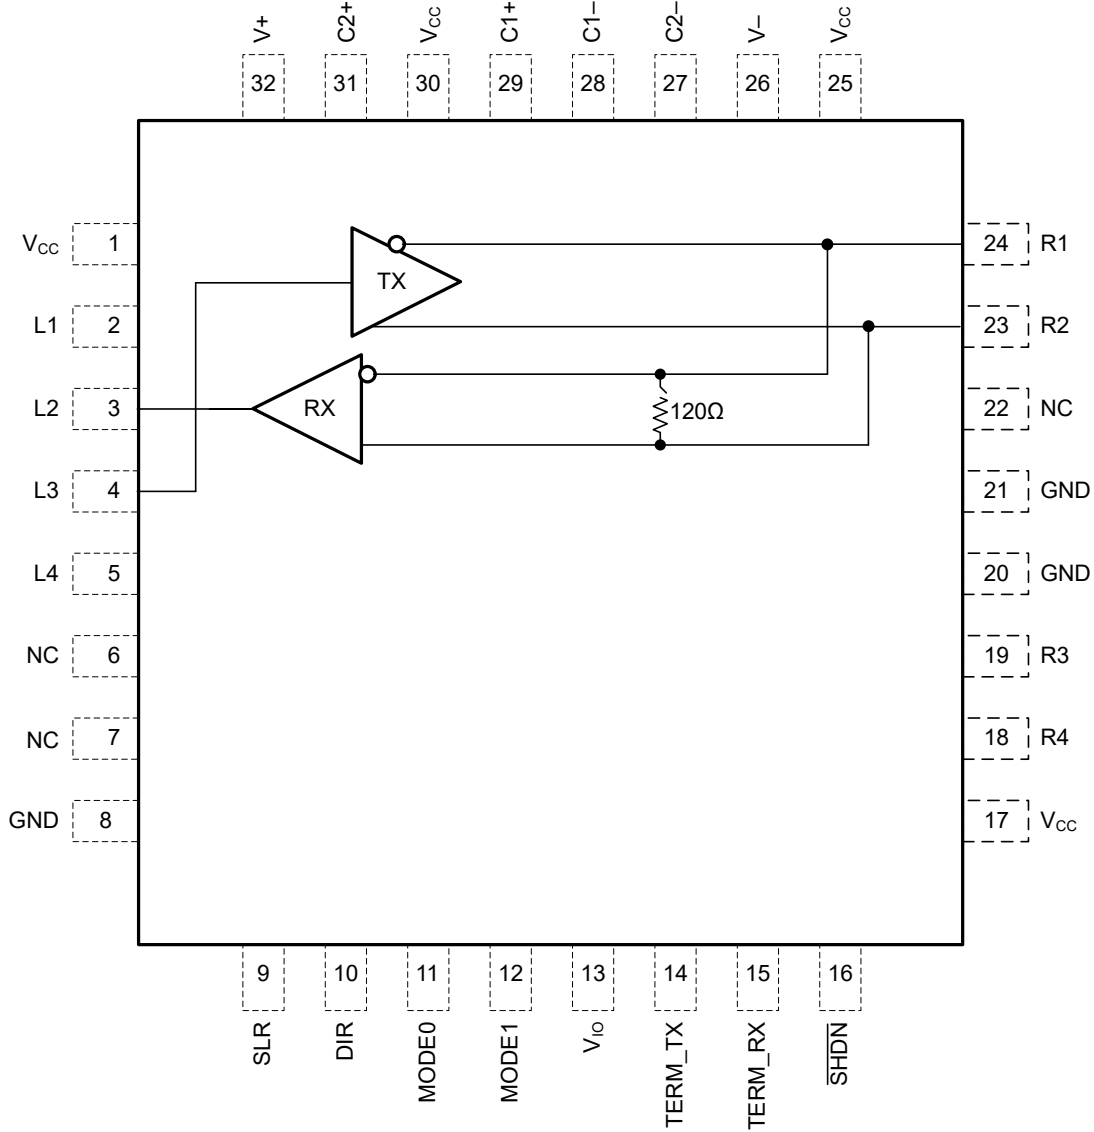 V+
C2+
VCC
C1+
C1–
C2–
V–
VCC
32
31
30
29
28
27
26
25
VCC 1
24 R1
TX
L1 2
23 R2
L2 3
RX
120Ω
22 NC
L3 4
21 GND
L4 5
20 GND
NC 6
19 R3
NC 7
18 R4
GND 8
17 VCC
9
10
11
12
13
14
15
16
SLR
DIR
MODE0
MODE1
VIO
TERM_TX
TERM_RX
SHDN